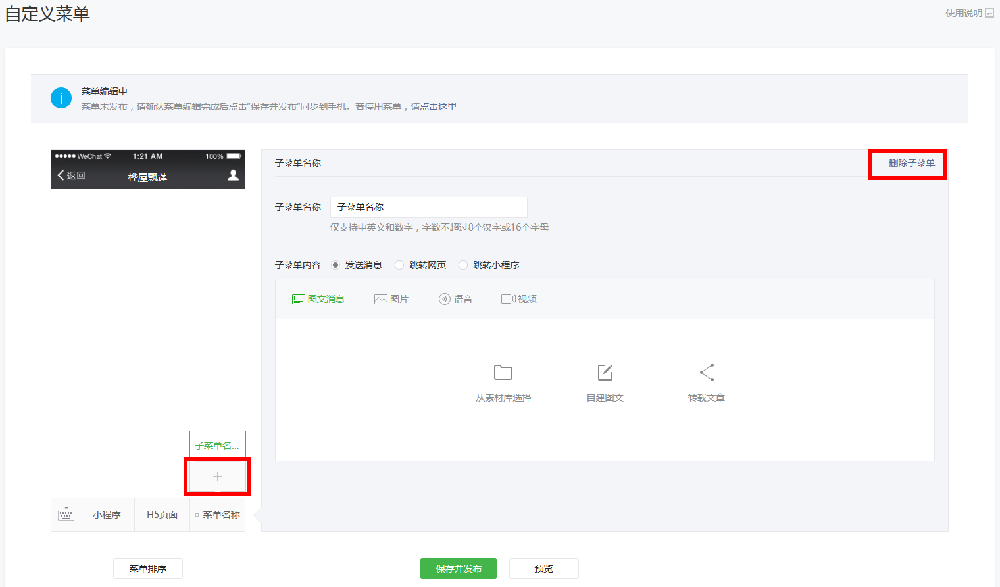 自定义菜单
使用说明
菜单编辑中
菜单未发布，请确认菜单编辑完成后点击“保存并发布”同步到手机。若停用菜单，请点击这里
WeChat 1:21 AM 100%
返回 桦屋飘蓬
子菜单名...
+
小程序 H5页面 菜单名称
子菜单名称 删除子菜单
子菜单名称 子菜单名称
仅支持中英文和数字，字数不超过8个汉字或16个字母
子菜单内容 发送消息 跳转网页 跳转小程序
图文消息 图片 语音 视频
从素材库选择 自建图文 转载文章
菜单排序 保存并发布 预览